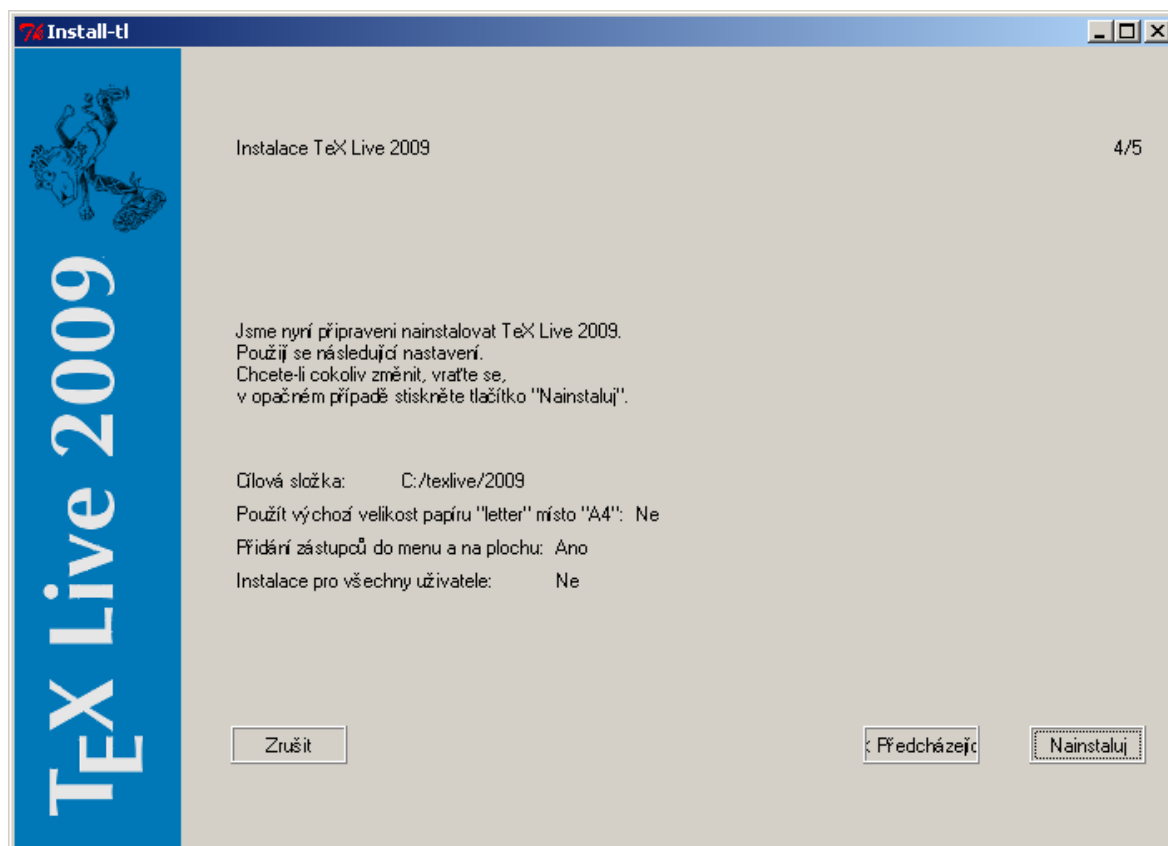 Install-tl
TeX Live 2009
Instalace TeX Live 2009 4/5
Jsme nyní připraveni nainstalovat TeX Live 2009.
Použijí se následující nastavení.
Chcete-li cokoliv změnit, vraťte se,
v opačném případě stiskněte tlačítko "Nainstaluj".
Cílová složka: C:/texlive/2009
Použít výchozí velikost papíru "letter" místo "A4": Ne
Přidání zástupců do menu a na plochu: Ano
Instalace pro všechny uživatele: Ne
Zrušit < Předcházejíc Nainstaluj